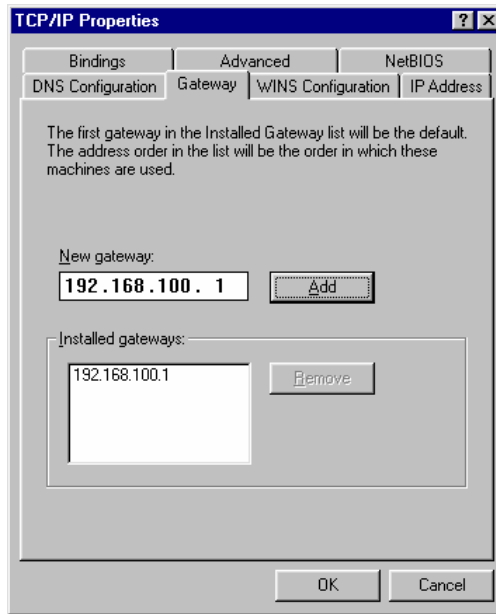 TCP/IP Properties
Bindings Advanced NetBIOS
DNS Configuration Gateway WINS Configuration IP Address
The first gateway in the Installed Gateway list will be the default.
The address order in the list will be the order in which these
machines are used.
New gateway:
192.168.100. 1 Add
Installed gateways:
192.168.100.1 Remove
OK Cancel